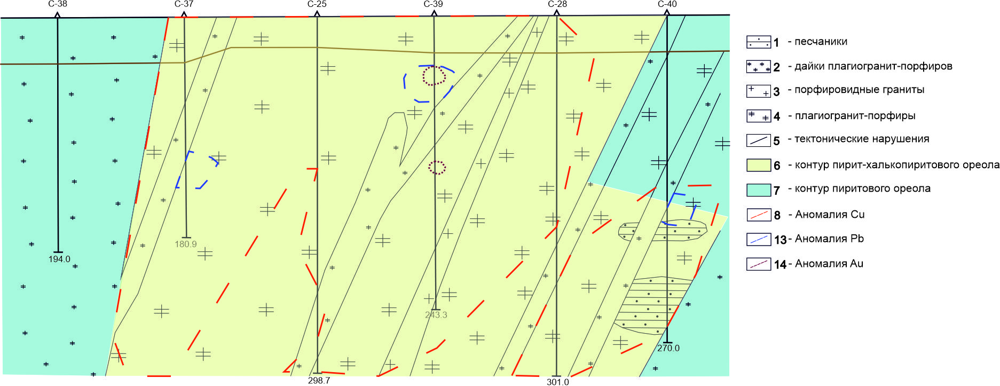 С-38 С-37 С-25 С-39 С-28 С-40
1 - песчаники
2 - дайки плагиогранит-порфиров
3 - порфировидные граниты
4 - плагиогранит-порфиры
5 - тектонические нарушения
6 - контур пирит-халькопиритового ореола
7 - контур пиритового ореола
8 - Аномалия Cu
13 - Аномалия Pb
14 - Аномалия Au
180.9
194.0
243.3
270.0
298.7
301.0